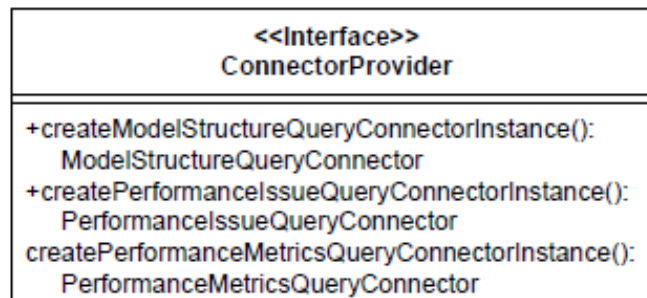 <<Interface>>
ConnectorProvider
+createModelStructureQueryConnectorInstance():
ModelStructureQueryConnector
+createPerformanceIssueQueryConnectorInstance():
PerformanceIssueQueryConnector
createPerformanceMetricsQueryConnectorInstance():
PerformanceMetricsQueryConnector